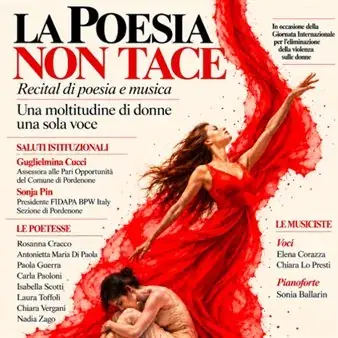 LA POESIA
NON TACE
Recital di poesia e musica
Una moltitudine di donne
una sola voce
In occasione della
Giornata Internazionale
per l'eliminazione
della violenza
sulle donne
SALUTI ISTITUZIONALI
Guglielmina Cucci
Assessora alle Pari Opportunità
del Comune di Pordenone
Sonja Pin
Presidente FIDAPA BPW Italy
Sezione di Pordenone
LE POETESSE
Rosanna Cracco
Antonietta Maria Di Paola
Paola Guerra
Carla Paoloni
Isabella Scotti
Laura Toffoli
Chiara Vergani
Nadia Zago
LE MUSICISTE
Voci
Elena Corazza
Chiara Lo Presti
Pianoforte
Sonia Ballarin